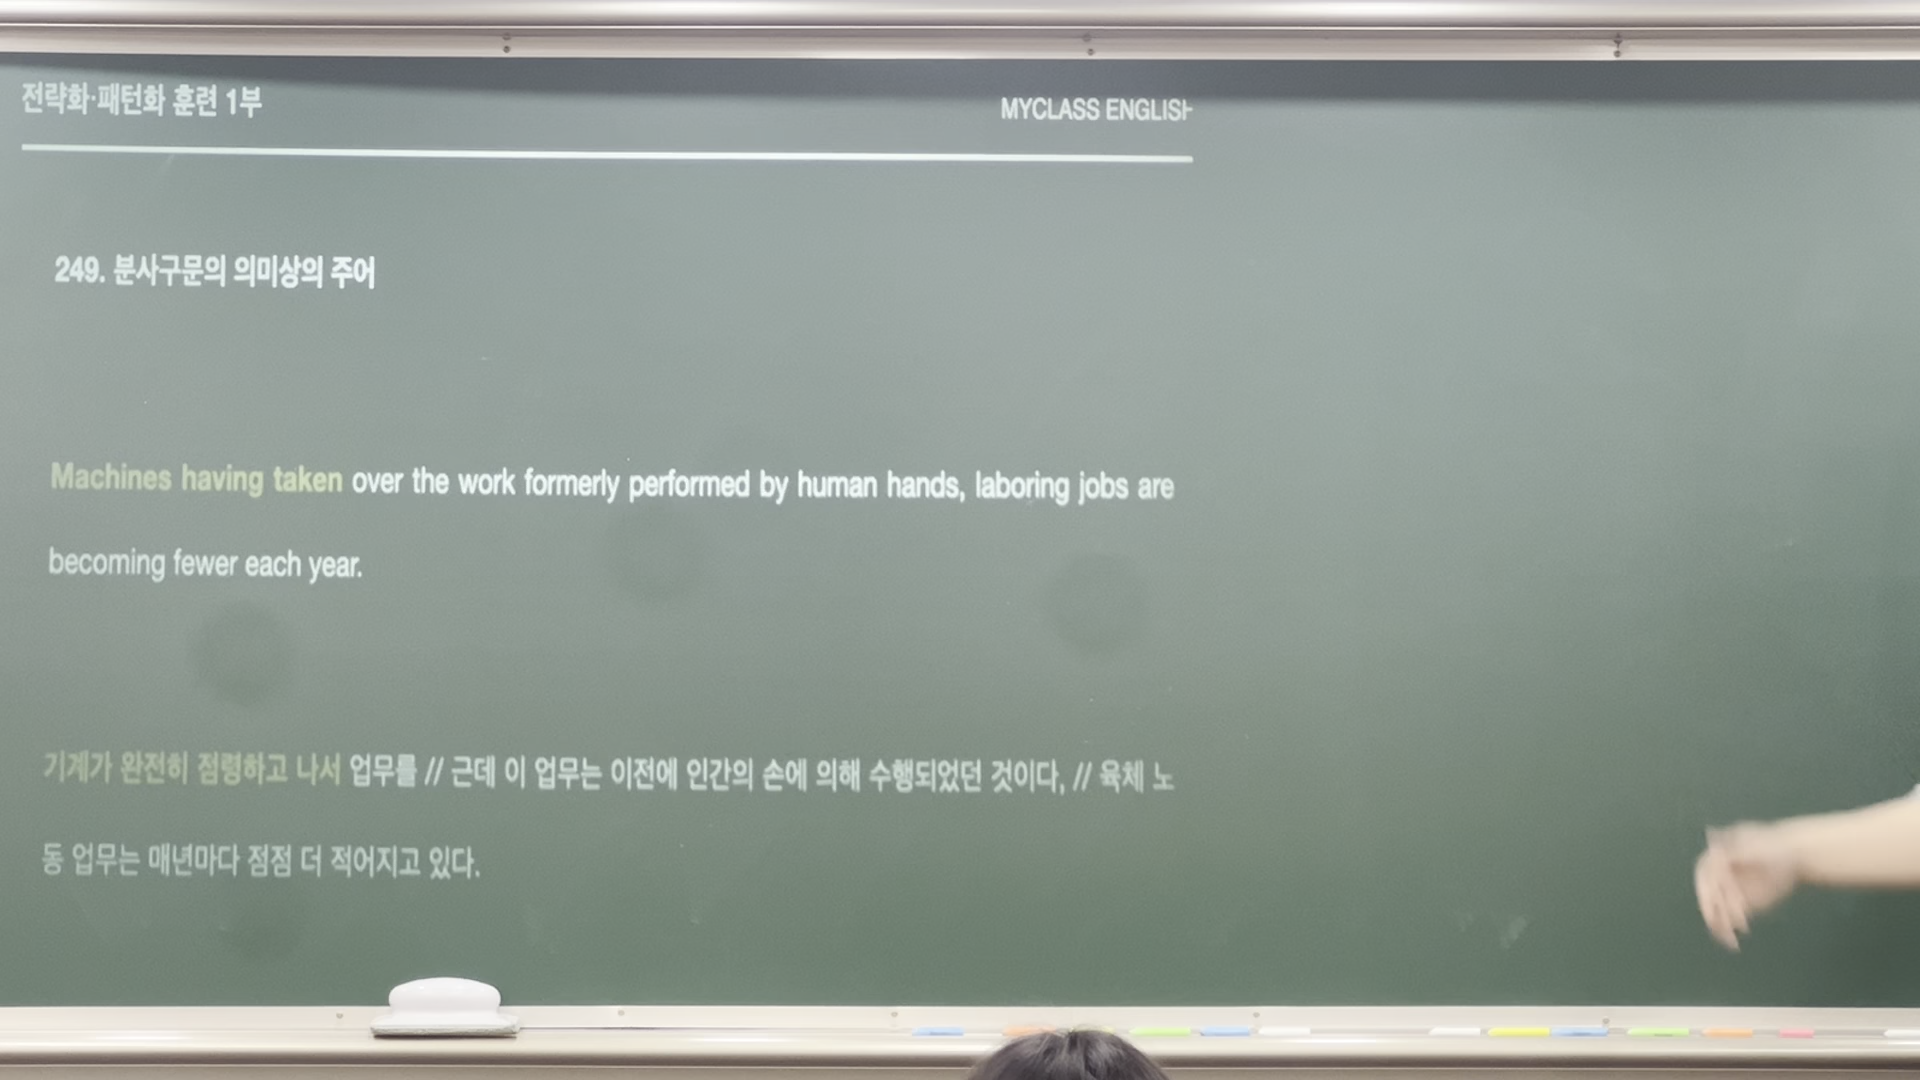 전략화·패턴화 훈련 1부
MYCLASS ENGLISH
249. 분사구문의 의미상의 주어
Machines having taken over the work formerly performed by human hands, laboring jobs are
becoming fewer each year.
기계가 완전히 점령하고 나서 업무를 // 근데 이 업무는 이전에 인간의 손에 의해 수행되었던 것이다, // 육체 노
동 업무는 매년마다 점점 더 적어지고 있다.